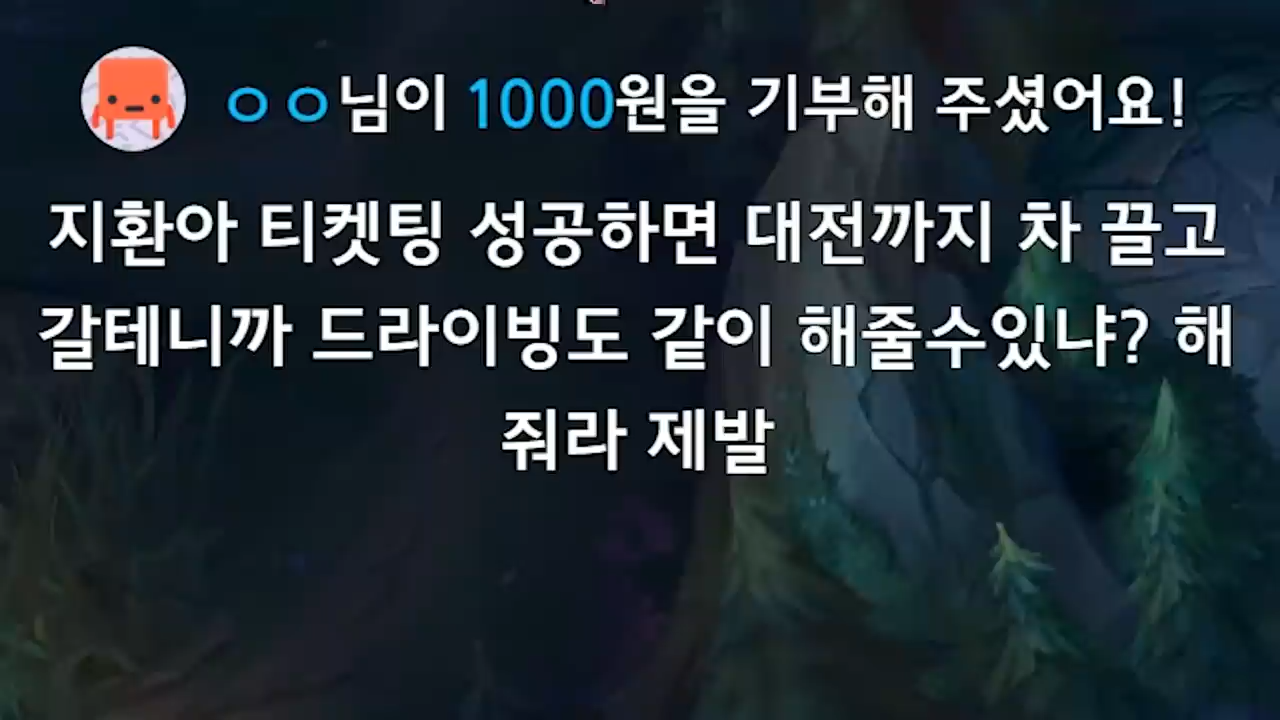 ㅇㅇ님이 1000원을 기부해 주셨어요!
지환아 티켓팅 성공하면 대전까지 차 끌고
갈테니까 드라이빙도 같이 해줄수있냐? 해
줘라 제발